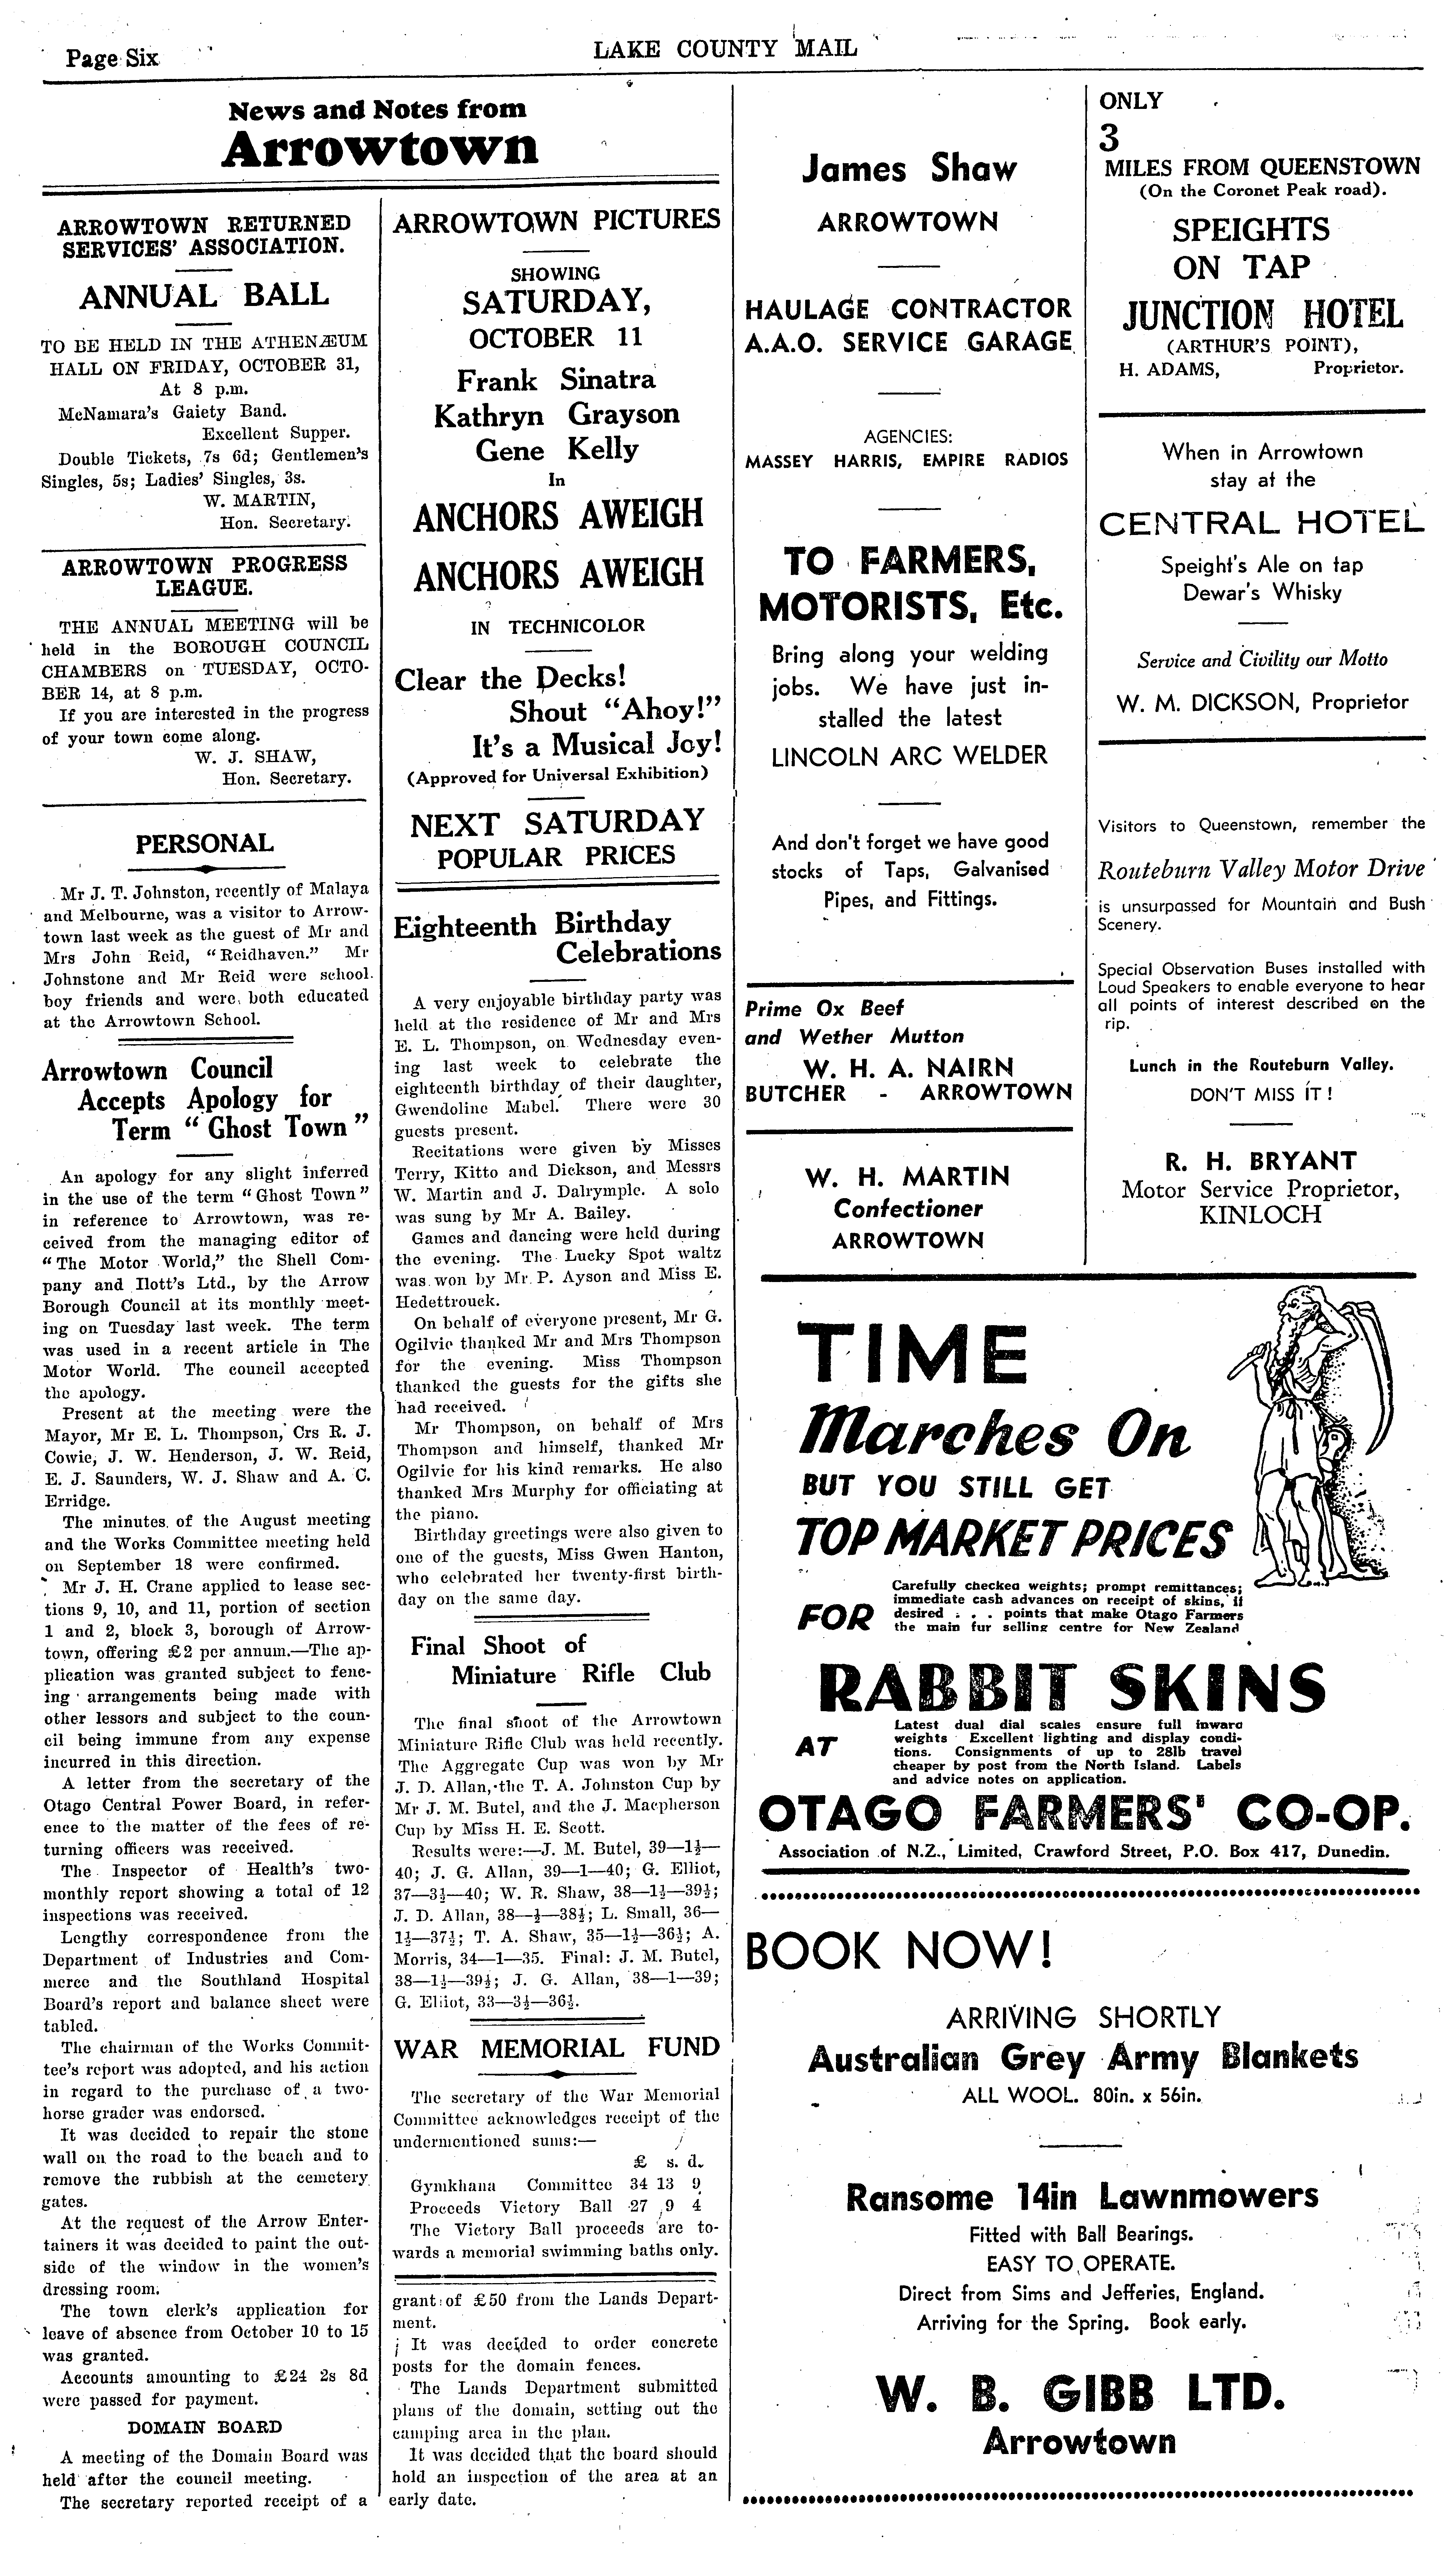 Page Six
LAKE COUNTY MAIL
News and Notes from
Arrowtown
ARROWTOWN RETURNED
SERVICES' ASSOCIATION.
ANNUAL BALL
TO BE HELD IN THE ATHENÆUM
HALL ON FRIDAY, OCTOBER 31,
At 8 p.m.
McNamara's Gaiety Band.
Excellent Supper.
Double Tickets, 7s 6d; Gentlemen's
Singles, 5s; Ladies' Singles, 3s.
W. MARTIN,
Hon. Secretary.
ARROWTOWN PROGRESS
LEAGUE.
THE ANNUAL MEETING will be
held in the BOROUGH COUNCIL
CHAMBERS on TUESDAY, OCTO-
BER 14, at 8 p.m.
If you are interested in the progress
of your town come along.
W. J. SHAW,
Hon. Secretary.
PERSONAL
Mr J. T. Johnston, recently of Malaya
and Melbourne, was a visitor to Arrow-
town last week as the guest of Mr and
Mrs John Reid, "Reidhaven." Mr
Johnstone and Mr Reid were school
boy friends and were both educated
at the Arrowtown School.
Arrowtown Council
Accepts Apology for
Term "Ghost Town"
An apology for any slight inferred
in the use of the term "Ghost Town"
in reference to Arrowtown, was re-
ceived from the managing editor of
"The Motor World," the Shell Com-
pany and Ilott's Ltd., by the Arrow
Borough Council at its monthly meet-
ing on Tuesday last week. The term
was used in a recent article in The
Motor World. The council accepted
the apology.
Present at the meeting were the
Mayor, Mr E. L. Thompson, Crs R. J.
Cowie, J. W. Henderson, J. W. Reid,
E. J. Saunders, W. J. Shaw and A. C.
Erridge.
The minutes of the August meeting
and the Works Committee meeting held
on September 18 were confirmed.
Mr J. H. Crane applied to lease sec-
tions 9, 10, and 11, portion of section
1 and 2, block 3, borough of Arrow-
town, offering £2 per annum.—The ap-
plication was granted subject to fenc-
ing arrangements being made with
other lessors and subject to the coun-
cil being immune from any expense
incurred in this direction.
A letter from the secretary of the
Otago Central Power Board, in refer-
ence to the matter of the fees of re-
turning officers was received.
The Inspector of Health's two-
monthly report showing a total of 12
inspections was received.
Lengthy correspondence from the
Department of Industries and Com-
merce and the Southland Hospital
Board's report and balance sheet were
tabled.
The chairman of the Works Commit-
tee's report was adopted, and his action
in regard to the purchase of a two-
horse grader was endorsed.
It was decided to repair the stone
wall on the road to the beach and to
remove the rubbish at the cemetery
gates.
At the request of the Arrow Enter-
tainers it was decided to paint the out-
side of the window in the women's
dressing room.
The town clerk's application for
leave of absence from October 10 to 15
was granted.
Accounts amounting to £24 2s 8d
were passed for payment.
DOMAIN BOARD
A meeting of the Domain Board was
held after the council meeting.
The secretary reported receipt of a
ARROWTOWN PICTURES
SHOWING
SATURDAY,
OCTOBER 11
Frank Sinatra
Kathryn Grayson
Gene Kelly
In
ANCHORS AWEIGH
ANCHORS AWEIGH
IN TECHNICOLOR
Clear the Decks!
Shout "Ahoy!"
It's a Musical Joy!
(Approved for Universal Exhibition)
NEXT SATURDAY
POPULAR PRICES
Eighteenth Birthday
Celebrations
A very enjoyable birthday party was
held at the residence of Mr and Mrs
E. L. Thompson, on Wednesday even-
ing last week to celebrate the
eighteenth birthday of their daughter,
Gwendoline Mabel. There were 30
guests present.
Recitations were given by Misses
Terry, Kitto and Dickson, and Messrs
W. Martin and J. Dalrymple. A solo
was sung by Mr A. Bailey.
Games and dancing were held during
the evening. The Lucky Spot waltz
was won by Mr P. Ayson and Miss E.
Hedettrouck.
On behalf of everyone present, Mr G.
Ogilvie thanked Mr and Mrs Thompson
for the evening. Miss Thompson
thanked the guests for the gifts she
had received.
Mr Thompson, on behalf of Mrs
Thompson and himself, thanked Mr
Ogilvie for his kind remarks. He also
thanked Mrs Murphy for officiating at
the piano.
Birthday greetings were also given to
one of the guests, Miss Gwen Hanton,
who celebrated her twenty-first birth-
day on the same day.
Final Shoot of
Miniature Rifle Club
The final shoot of the Arrowtown
Miniature Rifle Club was held recently.
The Aggregate Cup was won by Mr
J. D. Allan, the T. A. Johnston Cup by
Mr J. M. Butel, and the J. Macpherson
Cup by Miss H. E. Scott.
Results were:—J. M. Butel, 39—1½—
40; J. G. Allan, 39—1—40; G. Elliot,
37—3½—40; W. R. Shaw, 38—1½—39½;
J. D. Allan, 38—½—38½; L. Small, 36—
1½—37½; T. A. Shaw, 35—1½—36½; A.
Morris, 34—1—35. Final: J. M. Butel,
38—1½—39½; J. G. Allan, 38—1—39;
G. Elliot, 33—3½—36½.
WAR MEMORIAL FUND
The secretary of the War Memorial
Committee acknowledges receipt of the
undermentioned sums:—
£ s. d.
Gymkhana Committee 34 13 9
Proceeds Victory Ball 27 9 4
The Victory Ball proceeds are to-
wards a memorial swimming baths only.
grant of £50 from the Lands Depart-
ment.
It was decided to order concrete
posts for the domain fences.
The Lands Department submitted
plans of the domain, setting out the
camping area in the plan.
It was decided that the board should
hold an inspection of the area at an
early date.
James Shaw
ARROWTOWN
HAULAGE CONTRACTOR
A.A.O. SERVICE GARAGE
AGENCIES:
MASSEY HARRIS, EMPIRE RADIOS
TO FARMERS,
MOTORISTS, Etc.
Bring along your welding
jobs. We have just in-
stalled the latest
LINCOLN ARC WELDER
And don't forget we have good
stocks of Taps, Galvanised
Pipes, and Fittings.
Prime Ox Beef
and Wether Mutton
W. H. A. NAIRN
BUTCHER - ARROWTOWN
W. H. MARTIN
Confectioner
ARROWTOWN
ONLY
3
MILES FROM QUEENSTOWN
(On the Coronet Peak road).
SPEIGHTS
ON TAP
JUNCTION HOTEL
(ARTHUR'S POINT),
H. ADAMS, Proprietor.
When in Arrowtown
stay at the
CENTRAL HOTEL
Speight's Ale on tap
Dewar's Whisky
Service and Civility our Motto
W. M. DICKSON, Proprietor
Visitors to Queenstown, remember the
Routeburn Valley Motor Drive
is unsurpassed for Mountain and Bush
Scenery.
Special Observation Buses installed with
Loud Speakers to enable everyone to hear
all points of interest described on the
rip.
Lunch in the Routeburn Valley.
DON'T MISS IT!
R. H. BRYANT
Motor Service Proprietor,
KINLOCH
TIME
Marches On
BUT YOU STILL GET
TOP MARKET PRICES
FOR
Carefully checked weights; prompt remittances;
immediate cash advances on receipt of skins, if
desired . . . points that make Otago Farmers
the main fur selling centre for New Zealand
RABBIT SKINS
AT
Latest dual dial scales ensure full inward
weights Excellent lighting and display condi-
tions. Consignments of up to 28lb travel
cheaper by post from the North Island. Labels
and advice notes on application.
OTAGO FARMERS' CO-OP.
Association of N.Z., Limited, Crawford Street, P.O. Box 417, Dunedin.
BOOK NOW!
ARRIVING SHORTLY
Australian Grey Army Blankets
ALL WOOL. 80in. x 56in.
Ransome 14in Lawnmowers
Fitted with Ball Bearings.
EASY TO OPERATE.
Direct from Sims and Jefferies, England.
Arriving for the Spring. Book early.
W. B. GIBB LTD.
Arrowtown